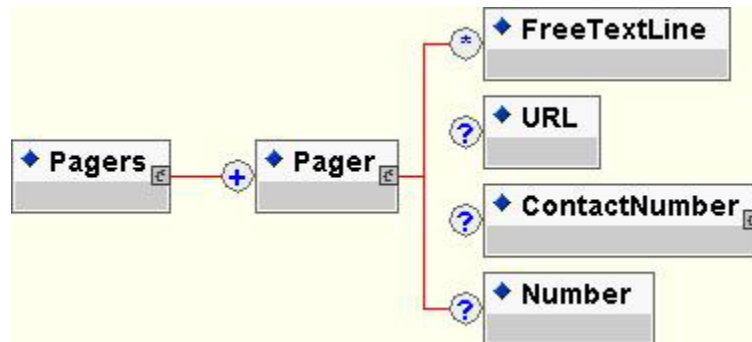 * FreeTextLine
? URL
Pagers + Pager
? ContactNumber
? Number